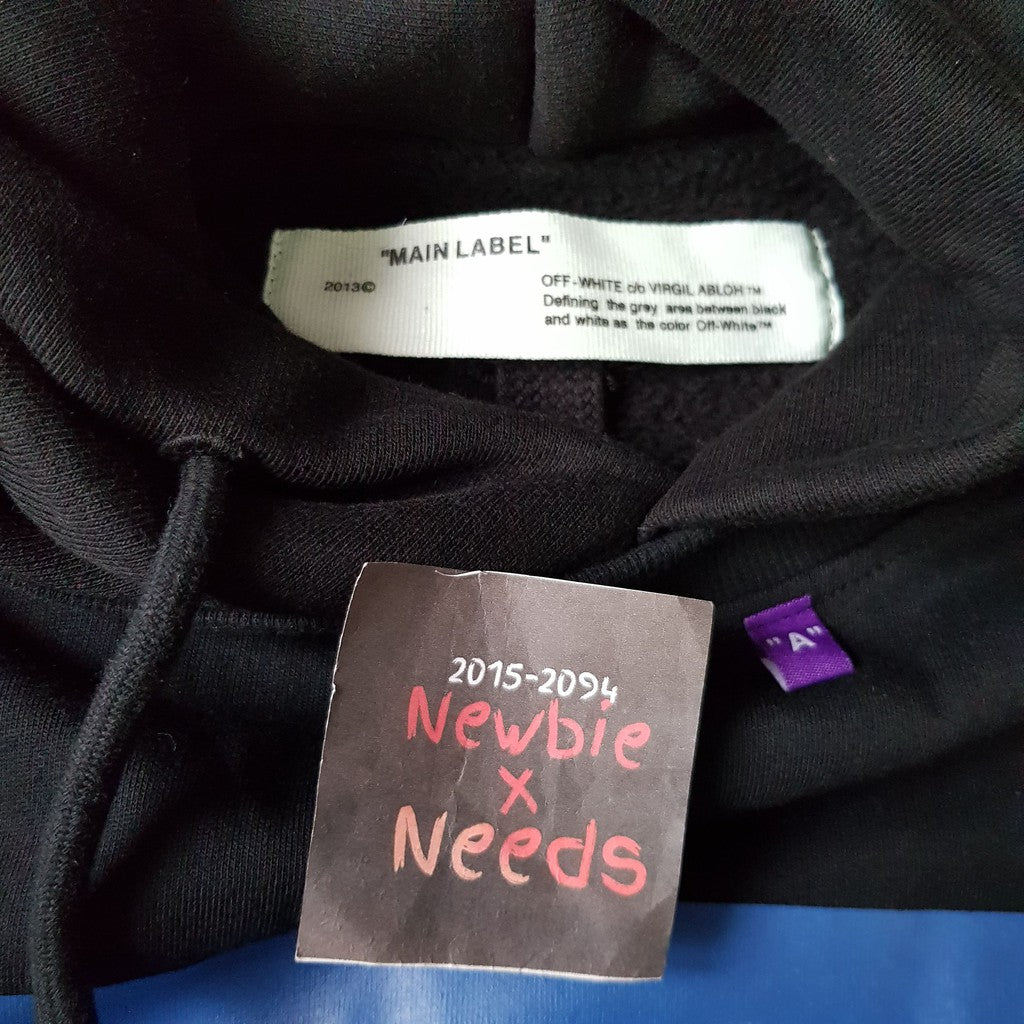 "MAIN LABEL"
2013©
OFF-WHITE c/o VIRGIL ABLOH™
Defining the grey area between black
and white as the color Off-White™
"A"
2015-2094
Newbie
x
Needs